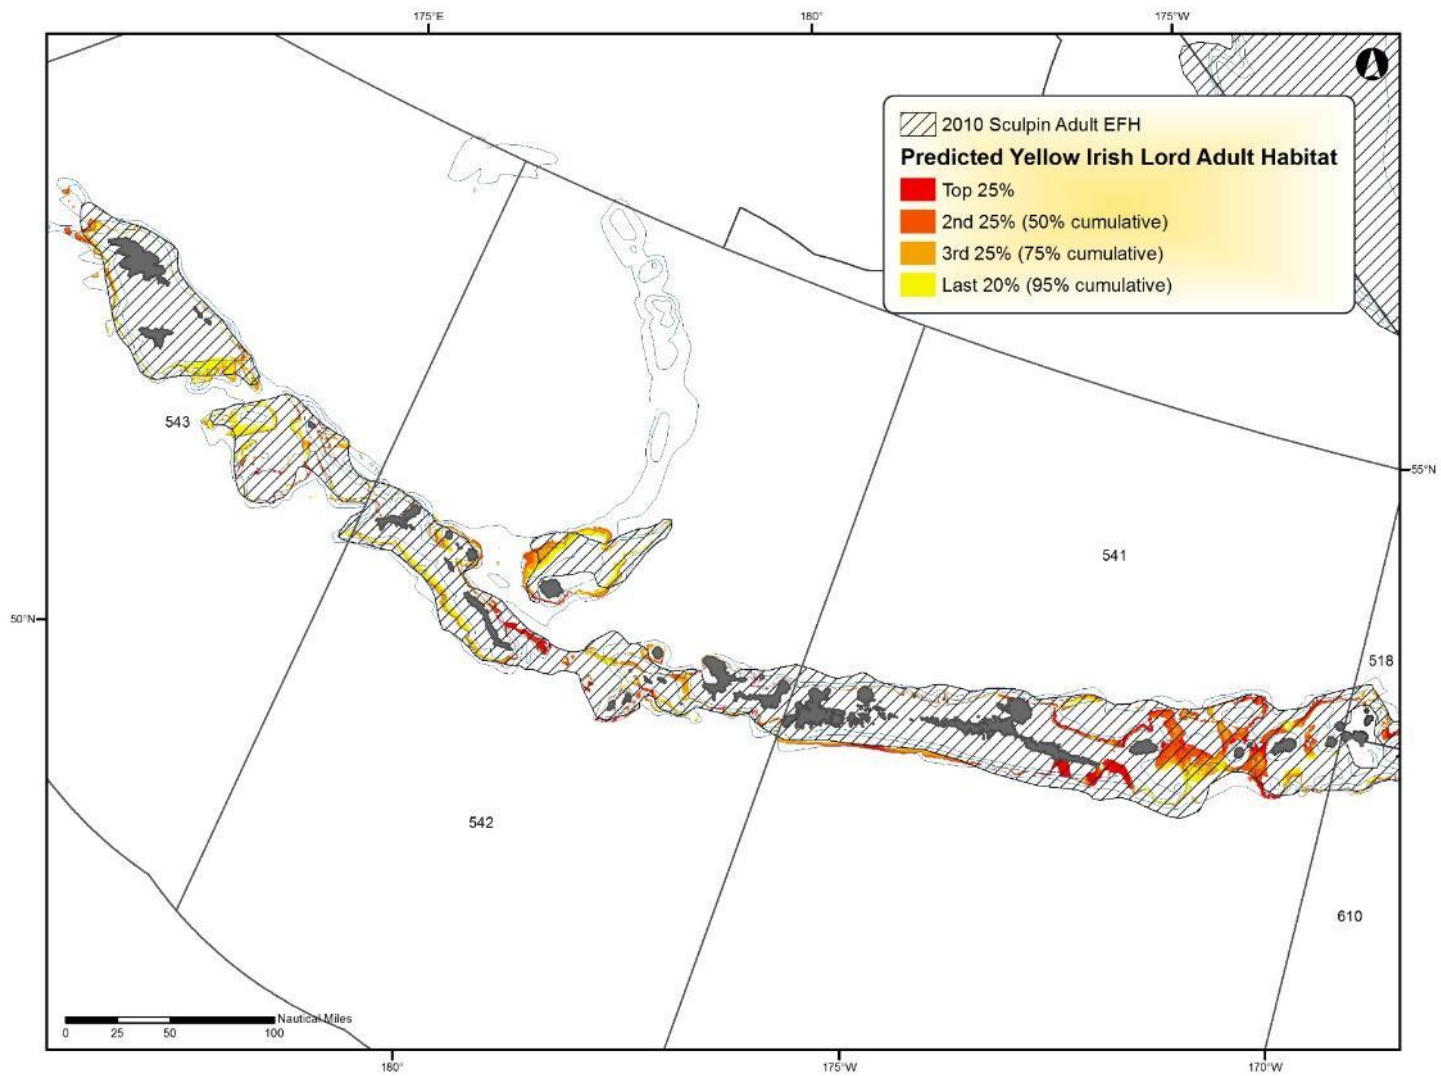 175°E
180°
175°W
2010 Sculpin Adult EFH
Predicted Yellow Irish Lord Adult Habitat
Top 25%
2nd 25% (50% cumulative)
3rd 25% (75% cumulative)
Last 20% (95% cumulative)
543
55°N
541
50°N
518
542
610
Nautical Miles
0 25 50 100
180°
175°W
170°W